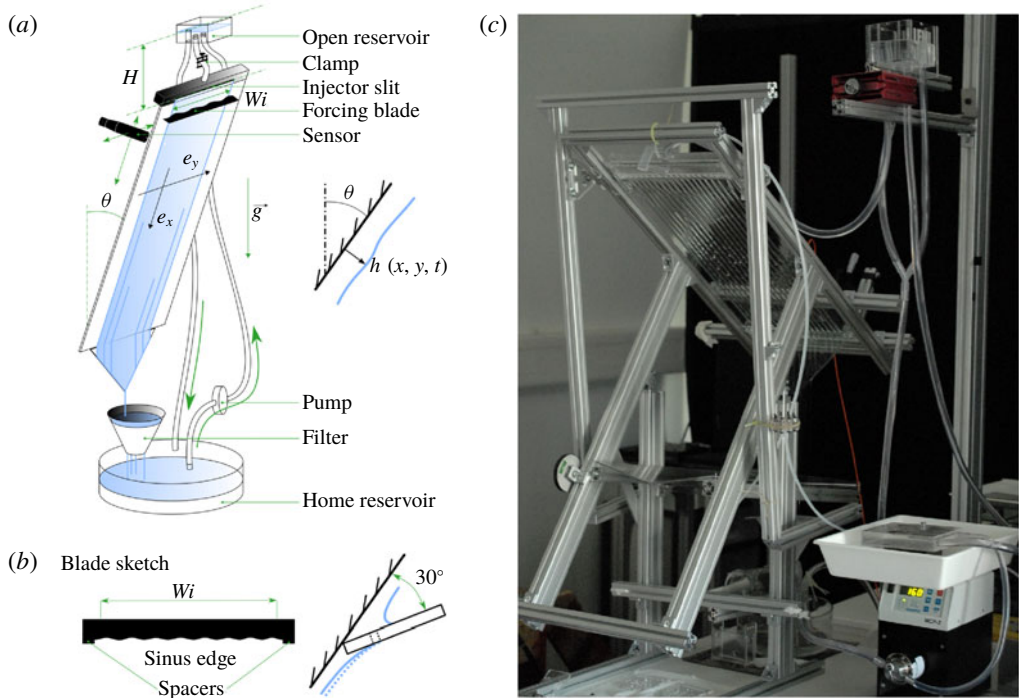 (a)
Open reservoir
Clamp
H
Injector slit
Wi
Forcing blade
Sensor
e_y
θ
e_x
g
θ
h (x, y, t)
Pump
Filter
Home reservoir
(b) Blade sketch
Wi
30°
Sinus edge
Spacers
(c)
160